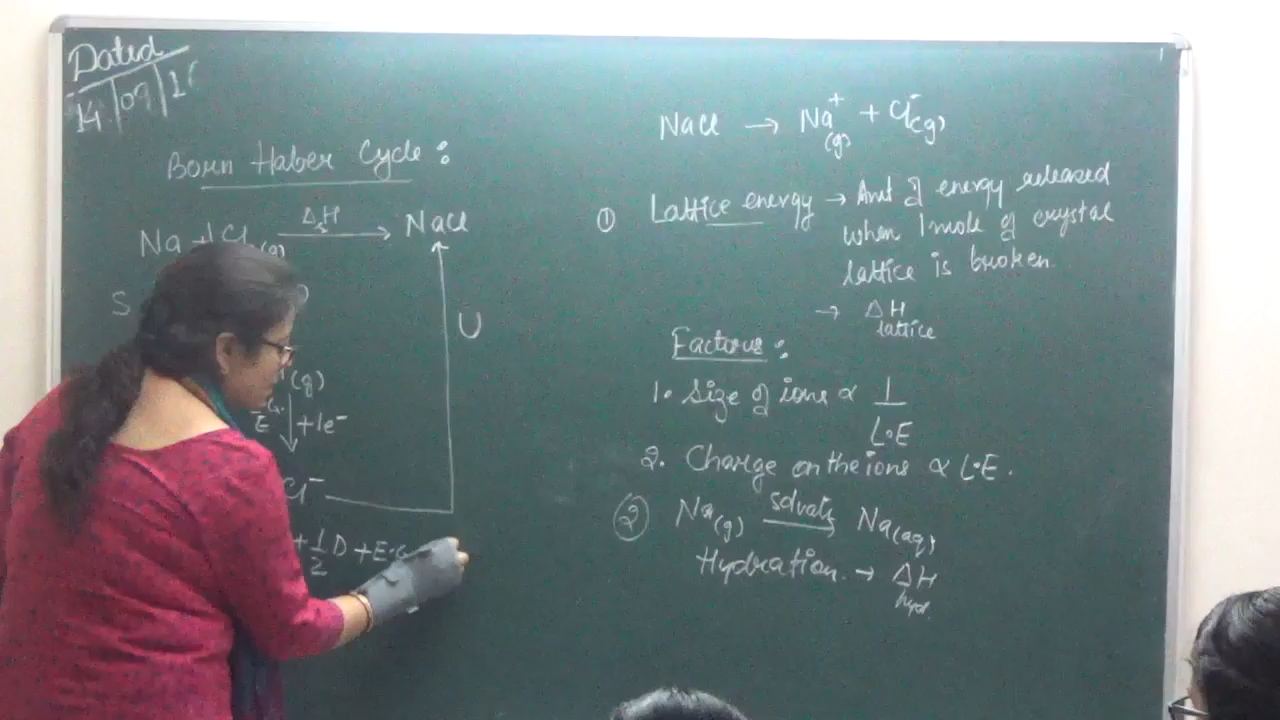 Dated
14/09/1
Born Haber Cycle :
Na + Cl (g) ΔsH → NaCl
S
U
(g)
E.G. ↓ +1e⁻
Cl⁻
+ 1/2 D + E.G
NaCl → Na⁺(g) + Cl⁻(g)
① Lattice energy → Amt of energy released
when 1 mole of crystal
lattice is broken.
→ ΔH lattice
Factors :
1. Size of ions ∝ 1/L.E
2. Charge on the ions ∝ L.E.
② Na(g) solvate → Na(aq)
Hydration. → ΔH hyd.